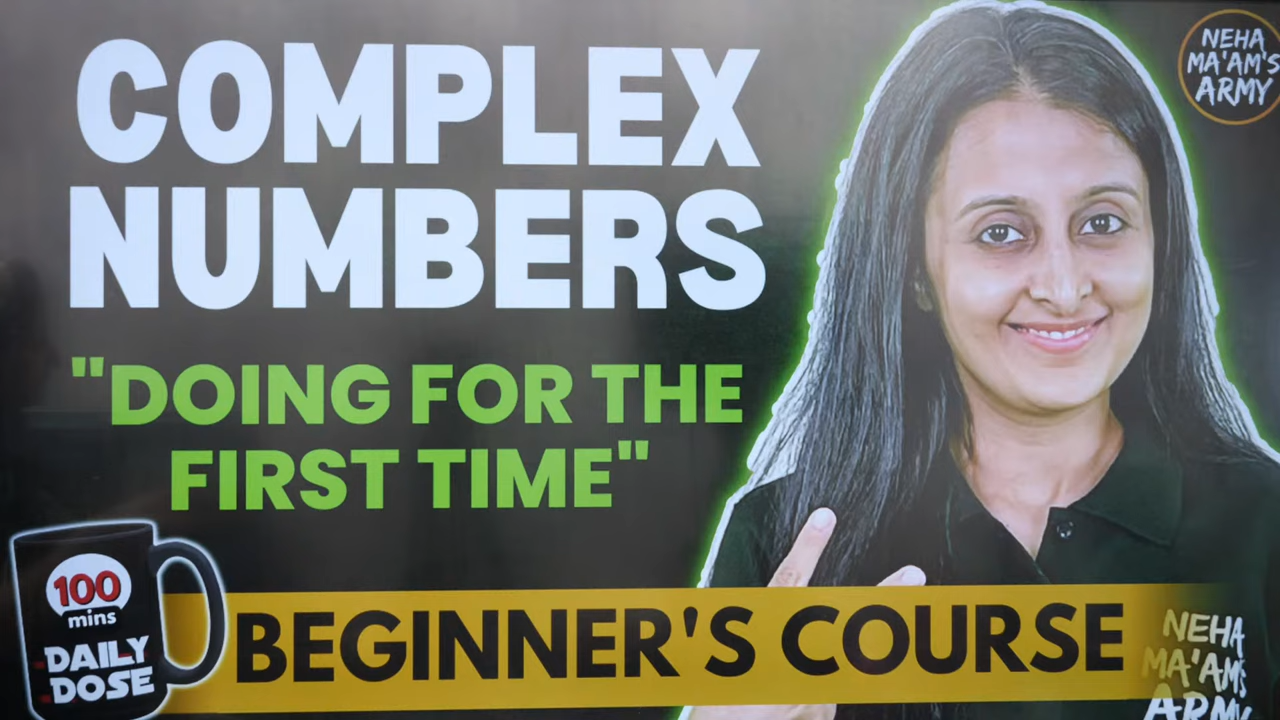 COMPLEX
NUMBERS
"DOING FOR THE
FIRST TIME"
BEGINNER'S COURSE
100
mins
DAILY
DOSE
NEHA
MA'AM'S
ARMY
NEHA
MA'AM'S
ARMY